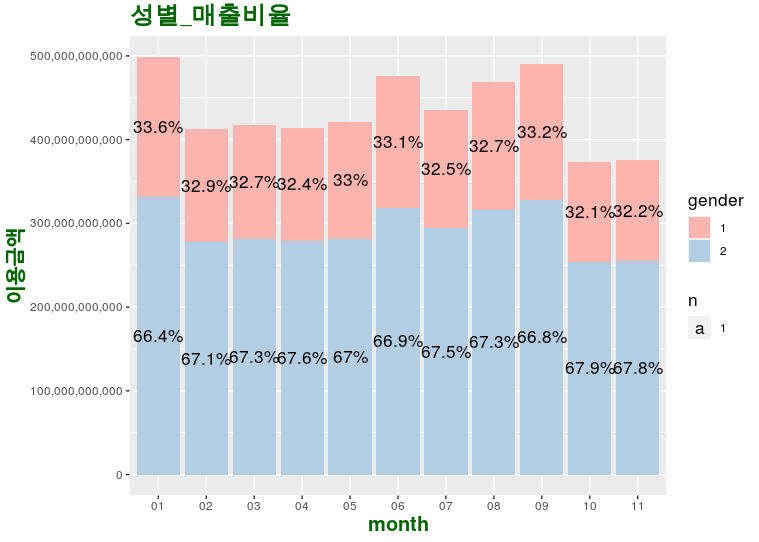 성별_매출비율
이용금액
500,000,000,000
400,000,000,000
300,000,000,000
200,000,000,000
100,000,000,000
0
33.6% 32.9% 32.7% 32.4% 33% 33.1% 32.5% 32.7% 33.2% 32.1% 32.2%
66.4% 67.1% 67.3% 67.6% 67% 66.9% 67.5% 67.3% 66.8% 67.9% 67.8%
01 02 03 04 05 06 07 08 09 10 11
month
gender
1
2
n
a 1